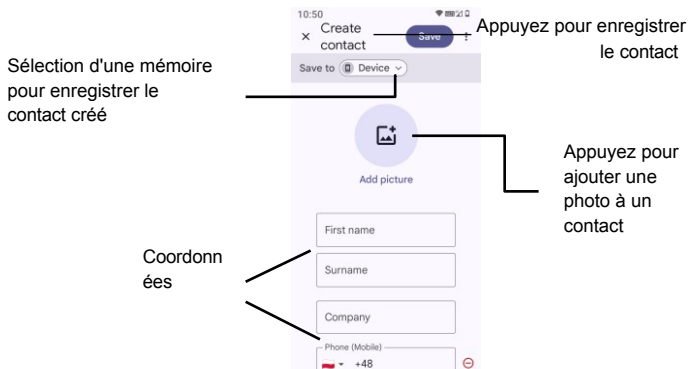 10:50
Create
contact
Save
Appuyez pour enregistrer
le contact
Save to Device
Sélection d'une mémoire
pour enregistrer le
contact créé
Add picture
Appuyez pour
ajouter une
photo à un
contact
First name
Coordonn
ées
Surname
Company
Phone (Mobile)
+48